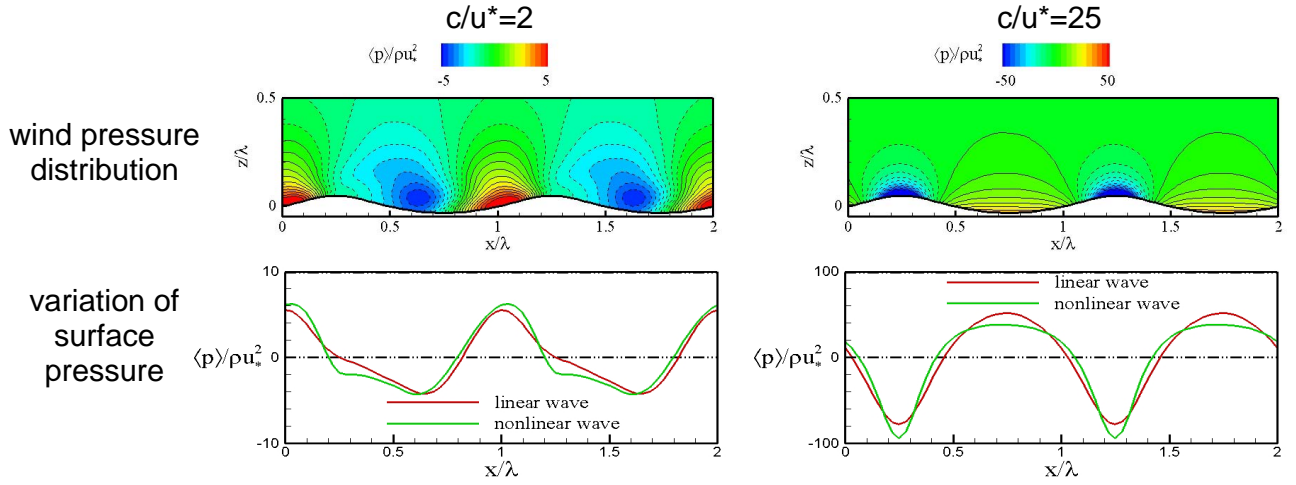 c/u*=2
c/u*=25
⟨p⟩/ρu*²
-5 5
⟨p⟩/ρu*²
-50 50
wind pressure
distribution
z/λ
0.5
0
0 0.5 1 1.5 2
x/λ
z/λ
0.5
0
0 0.5 1 1.5 2
x/λ
variation of
surface
pressure
⟨p⟩/ρu*²
10
0
-10
linear wave
nonlinear wave
0 0.5 1 1.5 2
x/λ
⟨p⟩/ρu*²
100
0
-100
linear wave
nonlinear wave
0 0.5 1 1.5 2
x/λ